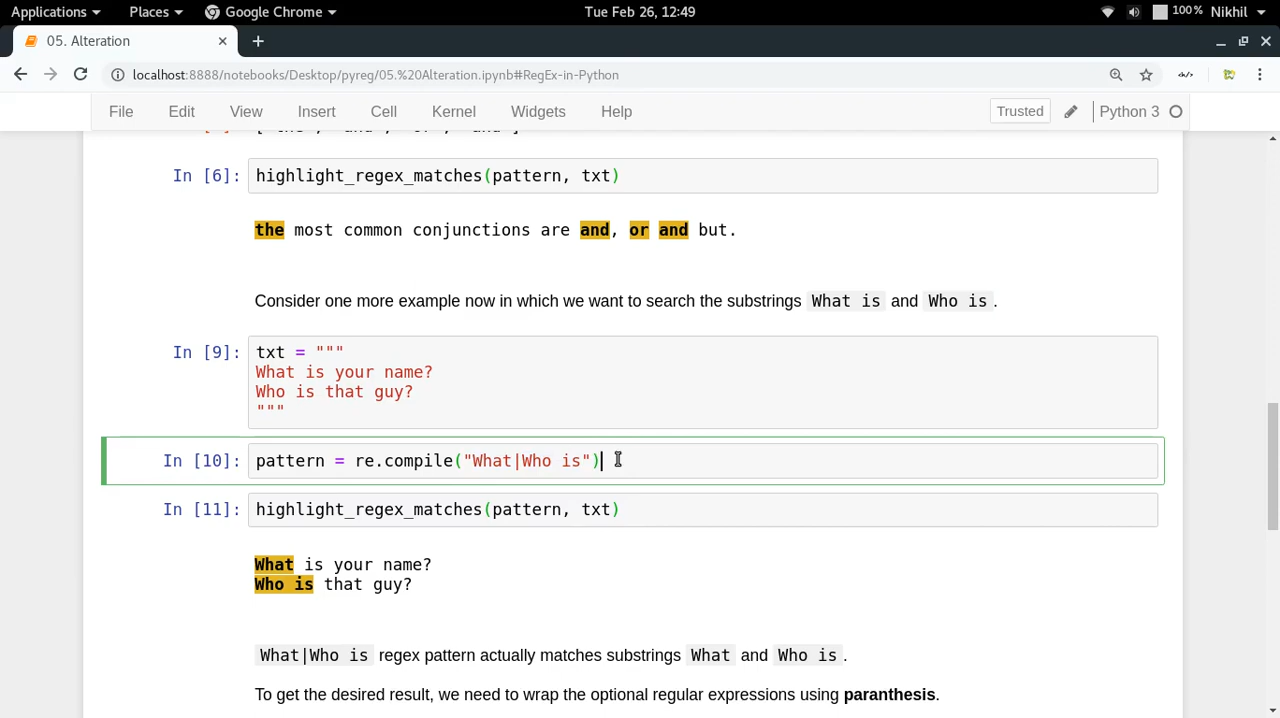 Applications Places Google Chrome Tue Feb 26, 12:49 100% Nikhil
05. Alteration
localhost:8888/notebooks/Desktop/pyreg/05.%20Alteration.ipynb#RegEx-in-Python
File Edit View Insert Cell Kernel Widgets Help Trusted Python 3
In [6]: highlight_regex_matches(pattern, txt)
the most common conjunctions are and, or and but.
Consider one more example now in which we want to search the substrings What is and Who is.
In [9]: txt = """
What is your name?
Who is that guy?
"""
In [10]: pattern = re.compile("What|Who is")
In [11]: highlight_regex_matches(pattern, txt)
What is your name?
Who is that guy?
What|Who is regex pattern actually matches substrings What and Who is.
To get the desired result, we need to wrap the optional regular expressions using paranthesis.